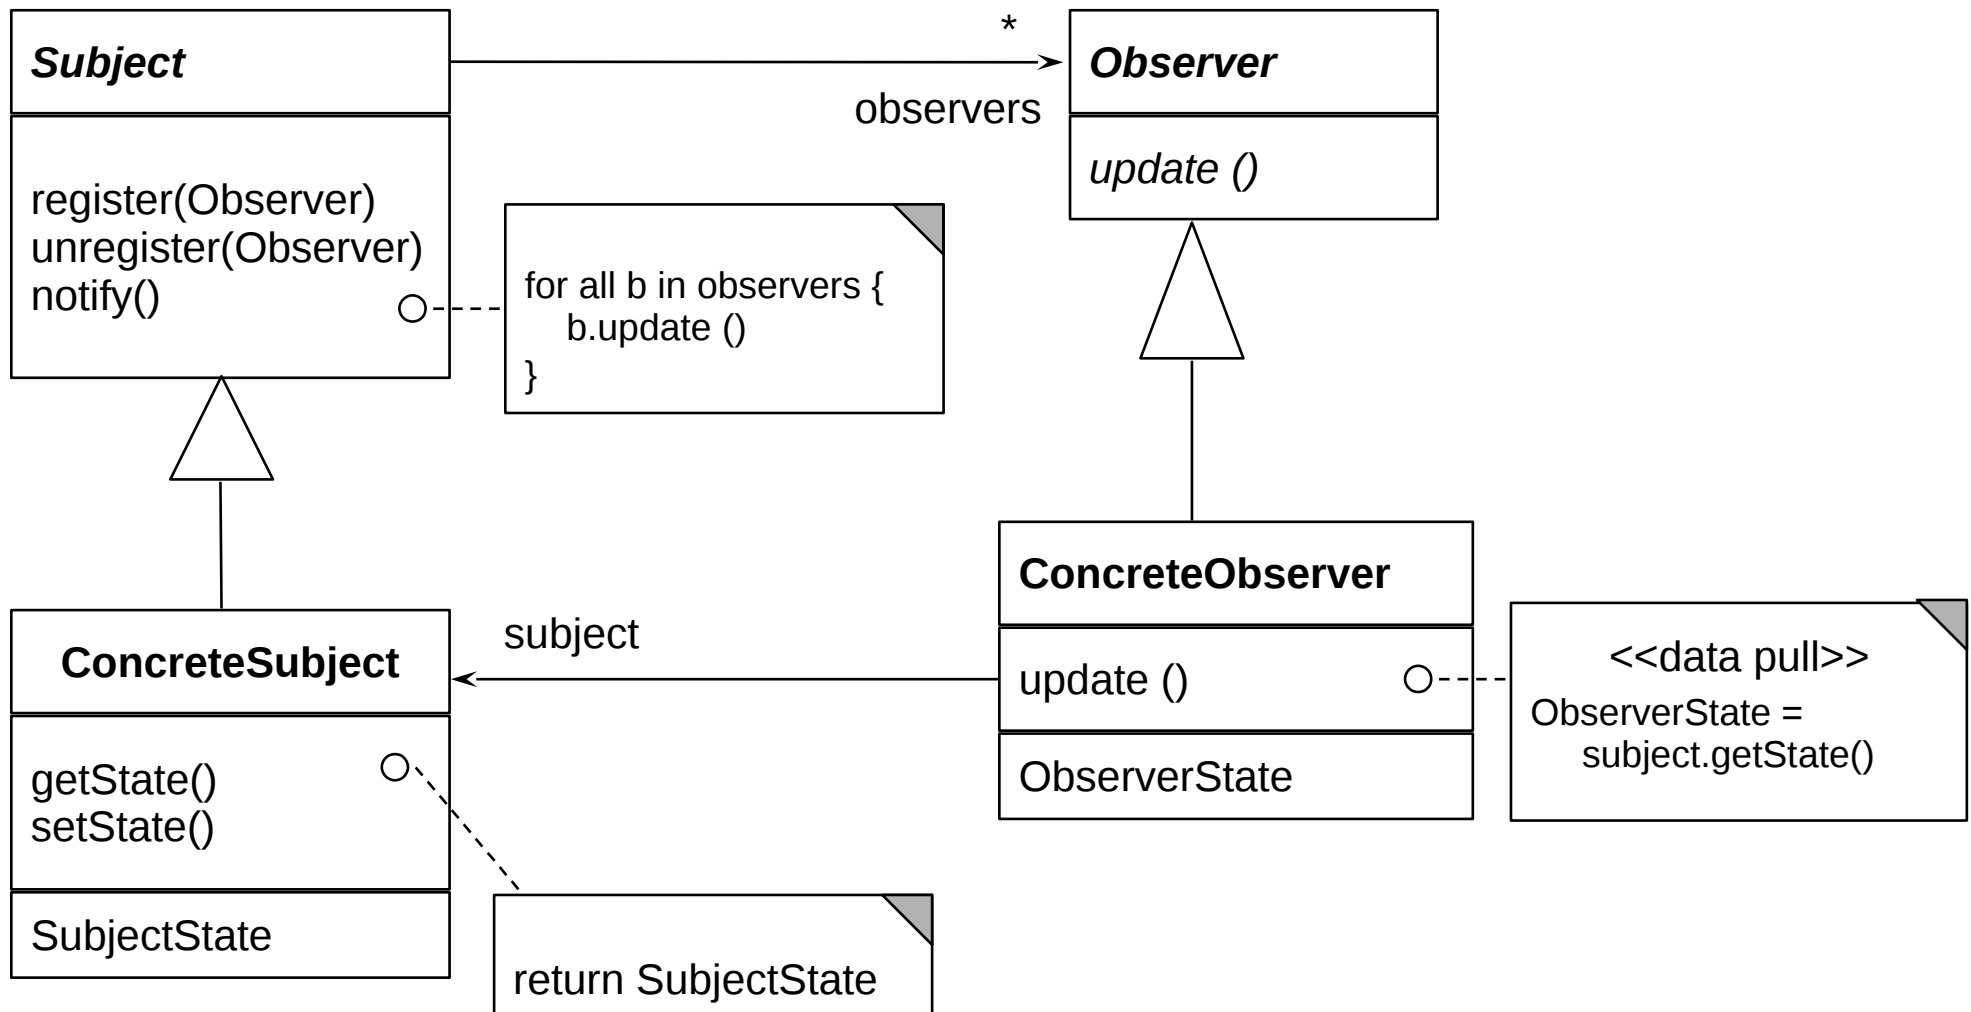 Subject
*
observers
Observer
update ()
register(Observer)
unregister(Observer)
notify()
for all b in observers {
b.update ()
}
ConcreteSubject
getState()
setState()
SubjectState
subject
ConcreteObserver
update ()
ObserverState
<<data pull>>
ObserverState =
subject.getState()
return SubjectState